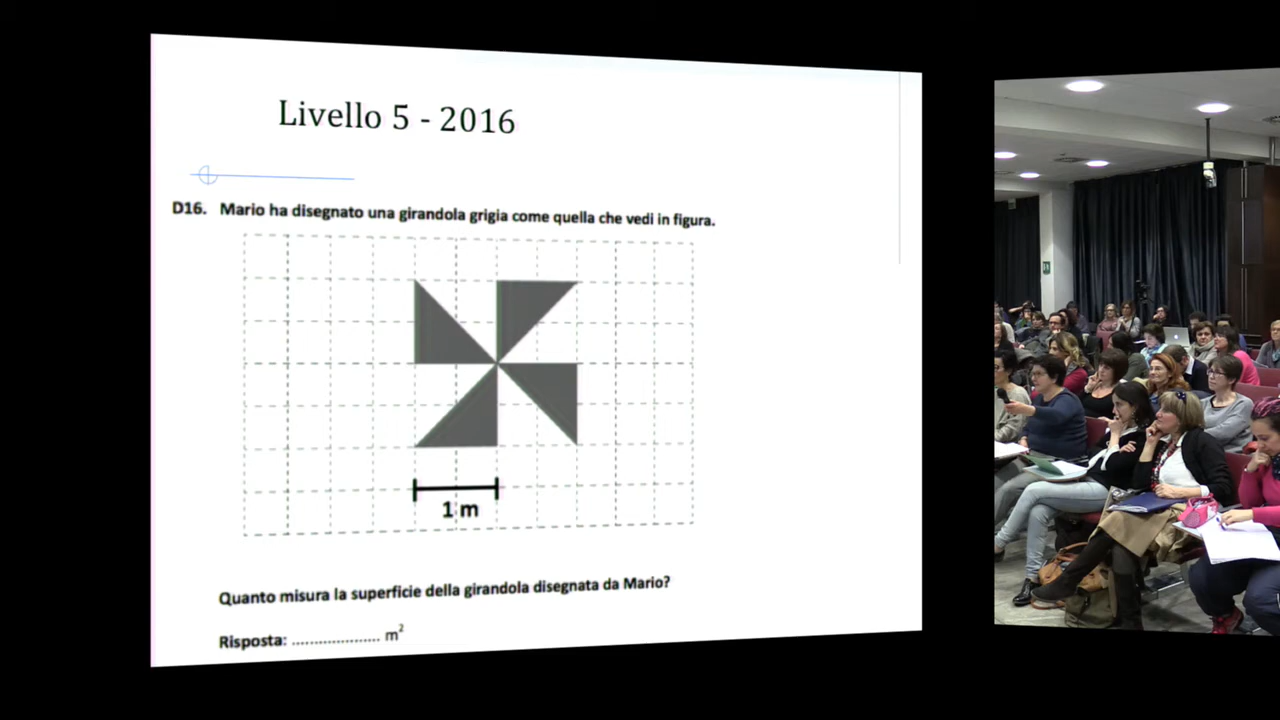 Livello 5 - 2016
D16. Mario ha disegnato una girandola grigia come quella che vedi in figura.
1 m
Quanto misura la superficie della girandola disegnata da Mario?
Risposta: .................... m²